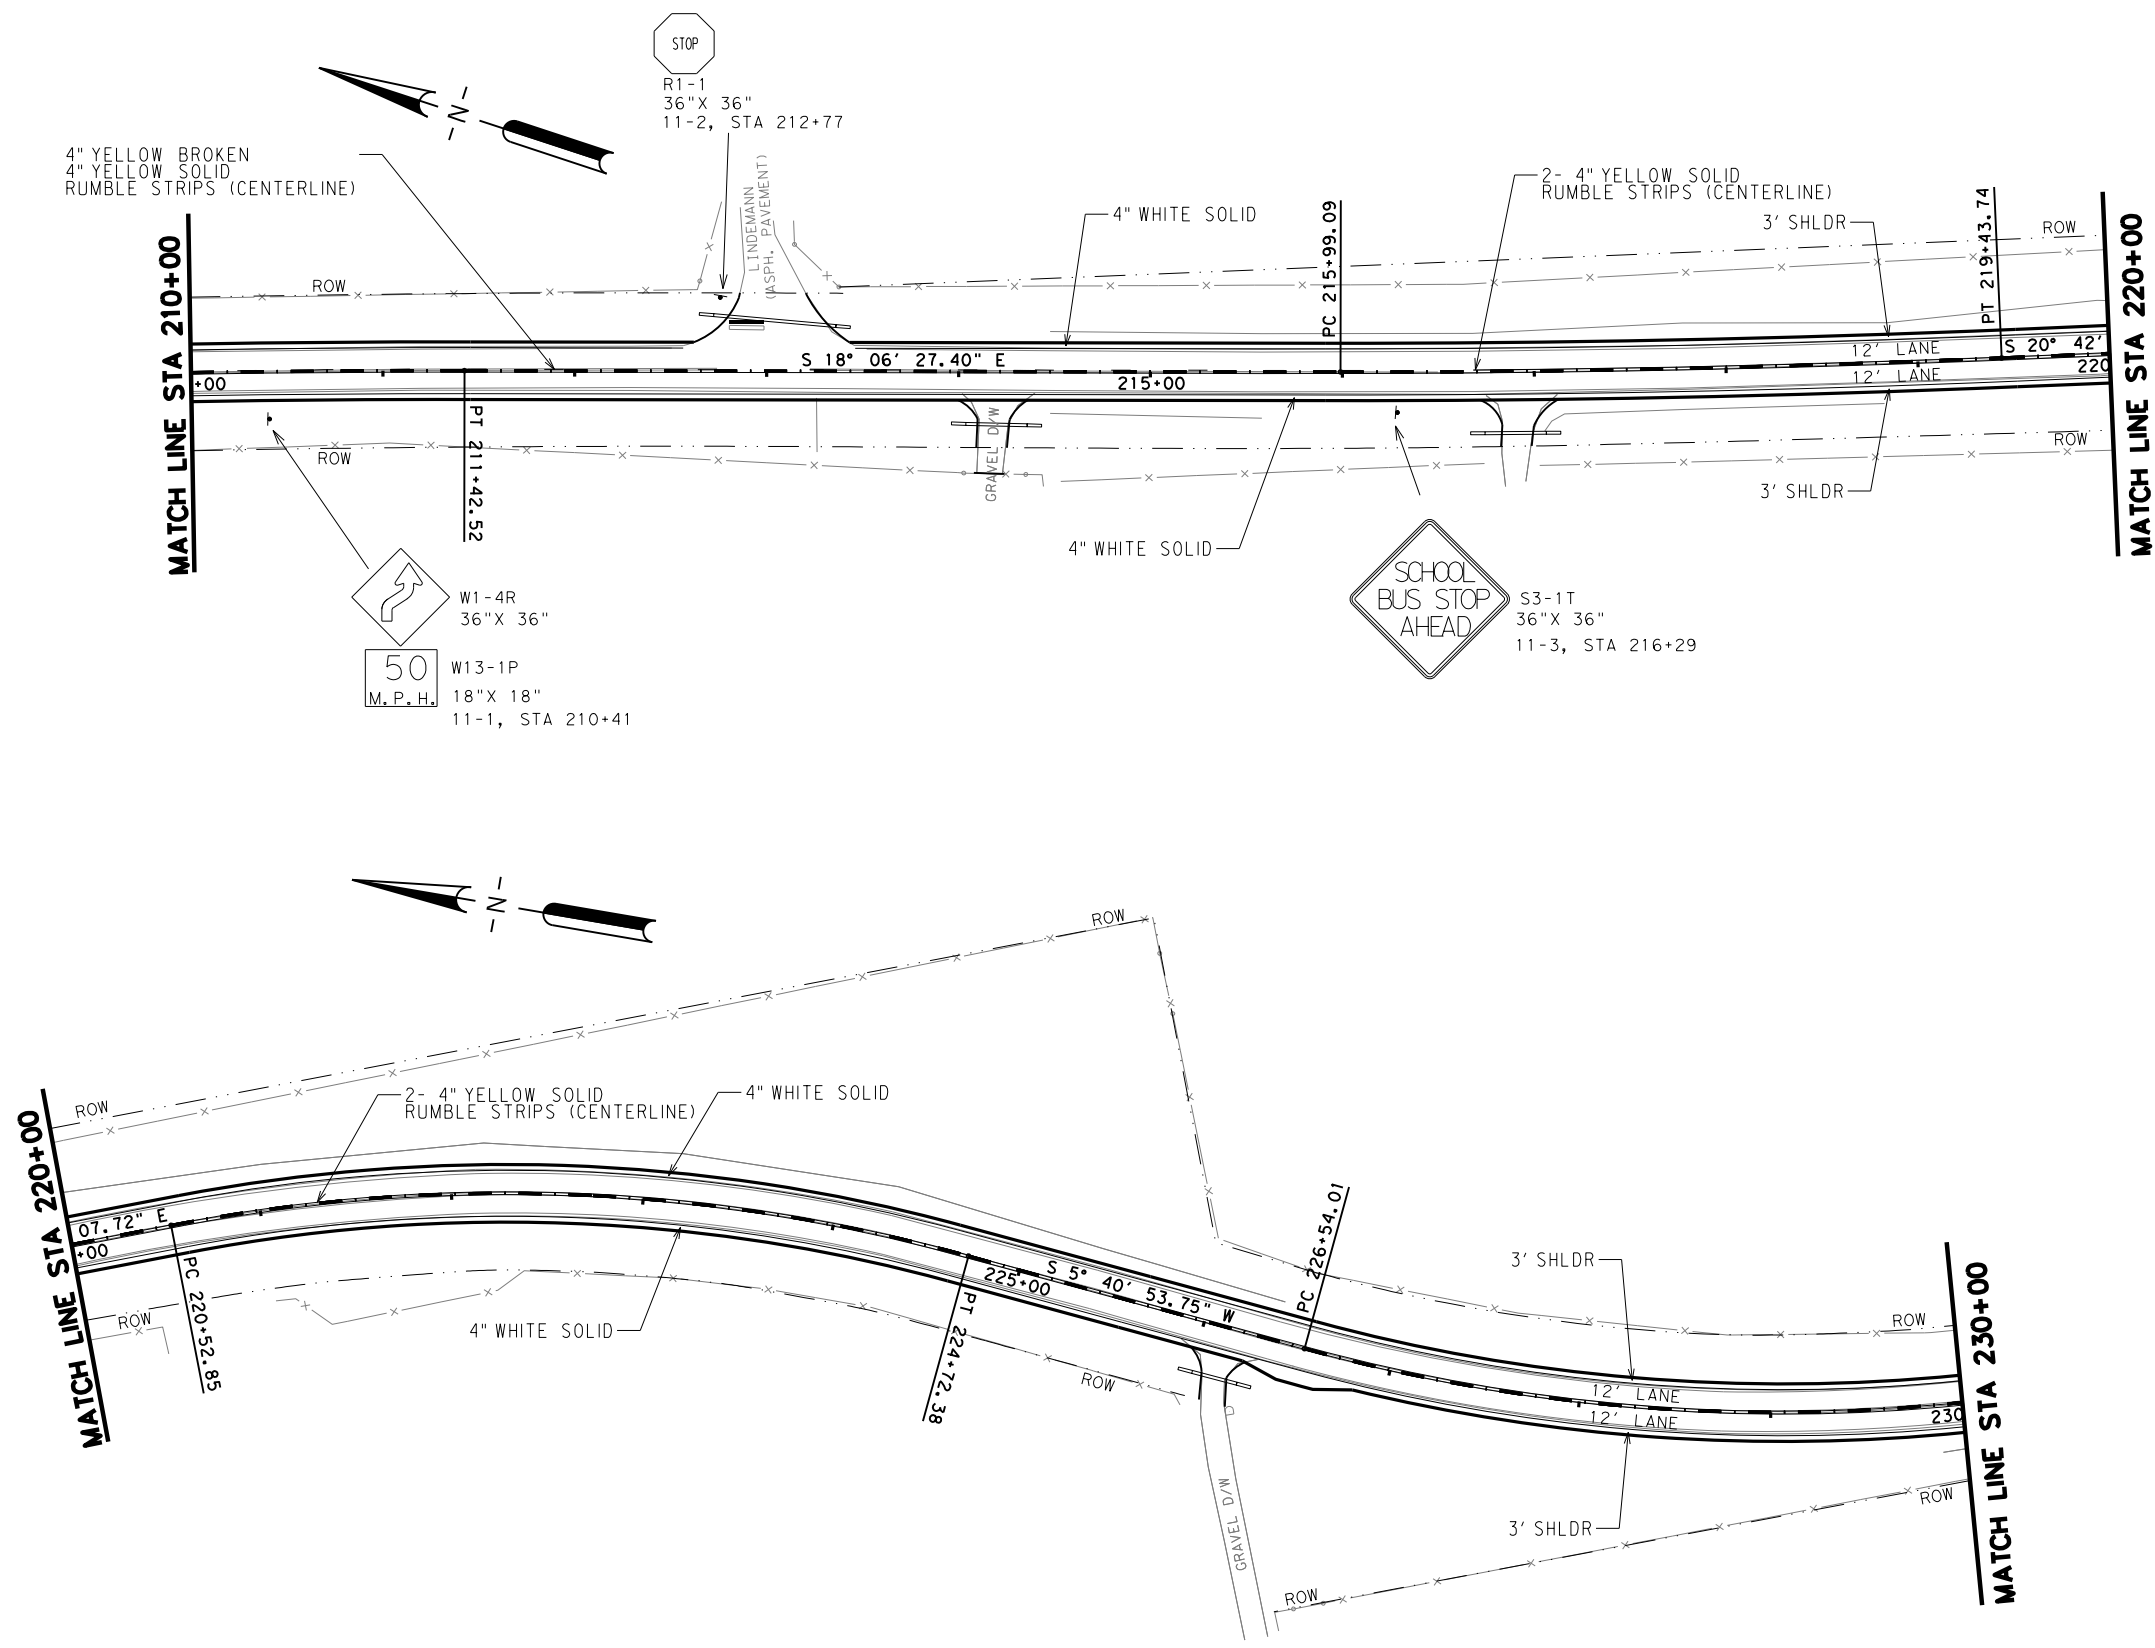 STOP
R1-1
36"X 36"
11-2, STA 212+77
-N-
4" YELLOW BROKEN
4" YELLOW SOLID
RUMBLE STRIPS (CENTERLINE)
LINDEMANN
(ASPH. PAVEMENT)
4" WHITE SOLID
PC 215+99.09
2- 4" YELLOW SOLID
RUMBLE STRIPS (CENTERLINE)
3' SHLDR
PT 219+43.74
ROW
ROW
MATCH LINE STA 210+00
MATCH LINE STA 220+00
S 18° 06' 27.40" E
12' LANE
S 20° 42'
+00
215+00
12' LANE
220
PT 211+42.52
ROW
GRAVEL D/W
ROW
3' SHLDR
4" WHITE SOLID
W1-4R
36"X 36"
50
M.P.H.
W13-1P
18"X 18"
11-1, STA 210+41
SCHOOL
BUS STOP
AHEAD
S3-1T
36"X 36"
11-3, STA 216+29
-N-
ROW
ROW
2- 4" YELLOW SOLID
RUMBLE STRIPS (CENTERLINE)
4" WHITE SOLID
MATCH LINE STA 220+00
07.72" E
+00
PC 220+52.85
ROW
4" WHITE SOLID
PT 224+72.38
225+00
S 5° 40' 53.75" W
PC 226+54.01
ROW
3' SHLDR
ROW
MATCH LINE STA 230+00
12' LANE
12' LANE
230
D
GRAVEL D/W
3' SHLDR
ROW
ROW